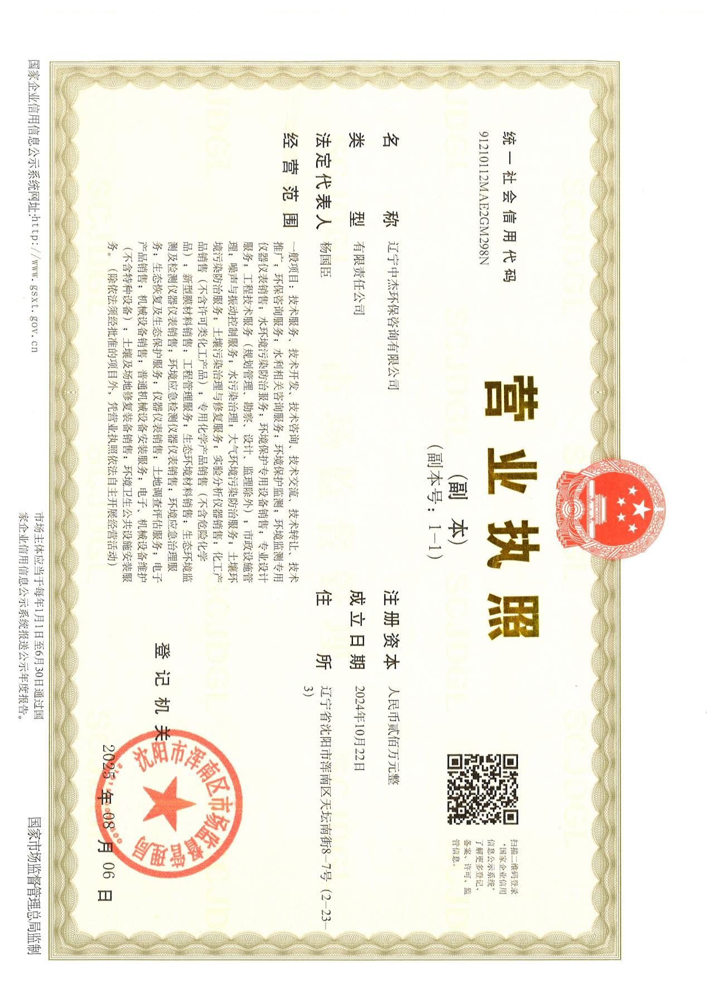 营业执照
(副 本)
(副本号：1-1)
统一社会信用代码
91210112MAE2GM298N
扫描二维码登录
'国家企业信用
信息公示系统'
了解更多登记、
备案、许可、监
管信息。
名 称 辽宁中杰环保咨询有限公司
类 型 有限责任公司
法定代表人 杨国臣
经营范围 一般项目：技术服务、技术开发、技术咨询、技术交流、技术转让、技术
推广；环保咨询服务；水利相关咨询服务；环境保护监测；环境监测专用
仪器仪表销售；水环境污染防治服务；环境保护专用设备销售；专业设计
服务；工程技术服务（规划管理、勘察、设计、监理除外）；市政设施管
理；噪声与振动控制服务；水污染治理；大气环境污染防治服务；土壤环
境污染防治服务；土壤污染治理与修复服务；实验分析仪器销售；化工产
品销售（不含许可类化工产品）；专用化学产品销售（不含危险化学
品）；新型膜材料销售；工程管理服务；生态环境材料销售；生态环境监
测及检测仪器仪表销售；环境应急检测仪器仪表销售；环境应急治理服
务；生态恢复及生态保护服务；仪器仪表销售；土地调查评估服务；电子
产品销售；机械设备销售；普通机械设备安装服务；电子、机械设备维护
（不含特种设备）；土壤及场地修复装备销售；环境卫生公共设施安装服
务。（除依法须经批准的项目外，凭营业执照依法自主开展经营活动）
注册资本 人民币贰佰万元整
成立日期 2024年10月22日
住 所 辽宁省沈阳市浑南区天坛南街8-7号（2-23-
3）
登记机关
沈阳市浑南区市场监督管理局
2025 年 08 月 06 日
国家企业信用信息公示系统网址:http://www.gsxt.gov.cn
市场主体应当于每年1月1日至6月30日通过国
家企业信用信息公示系统报送公示年度报告。
国家市场监督管理总局监制